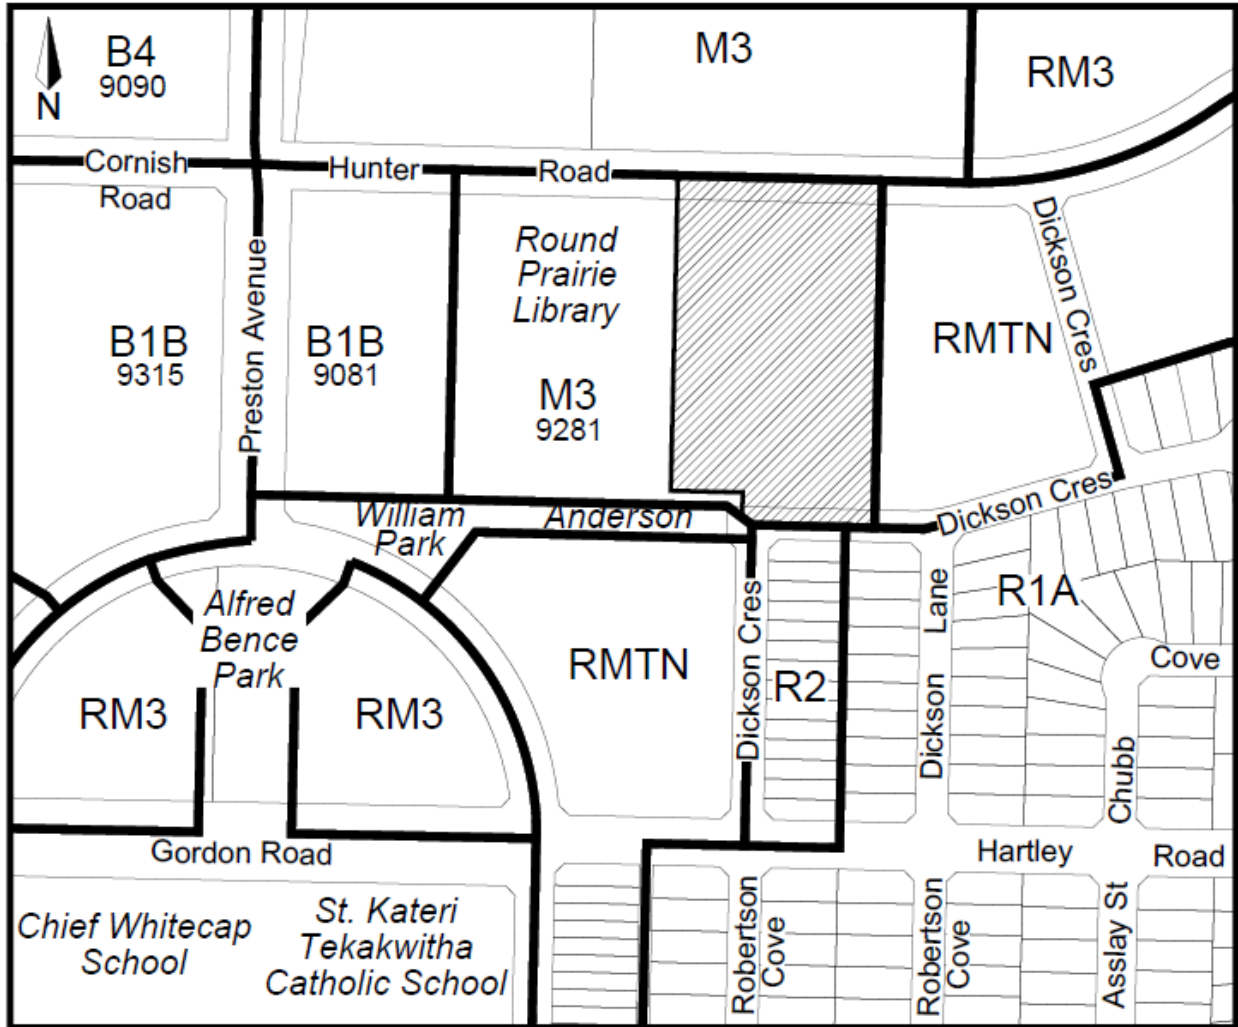 B4
9090
M3
RM3
N
Cornish
Road
Hunter
Road
Dickson Cres
Round
Prairie
Library
Preston Avenue
B1B
9315
B1B
9081
RMTN
M3
9281
Dickson Cres
William
Park
Anderson
Alfred
Bence
Park
Dickson Cres
Dickson
Lane
R1A
RMTN
R2
Cove
RM3
RM3
Chubb
Gordon Road
Hartley
Road
Chief Whitecap
School
St. Kateri
Tekakwitha
Catholic School
Robertson
Cove
Robertson
Cove
Asslay St